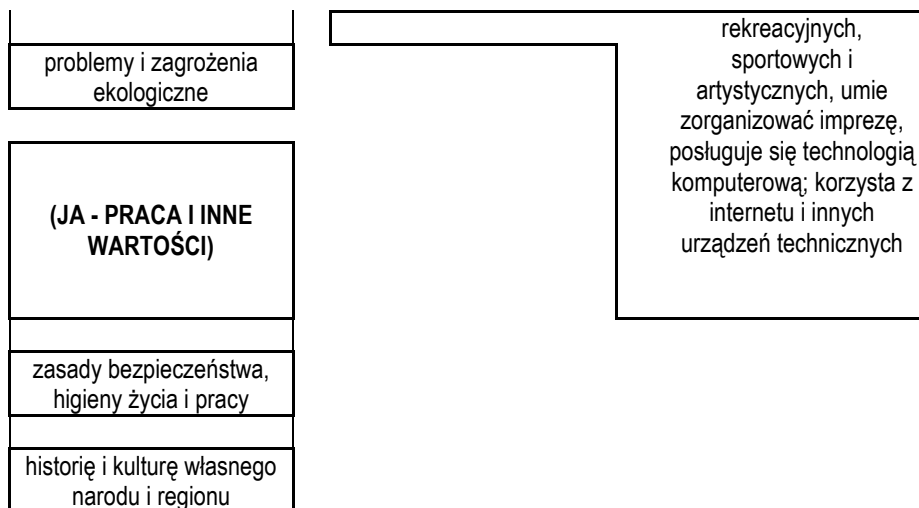 problemy i zagrożenia
ekologiczne
(JA - PRACA I INNE
WARTOŚCI)
zasady bezpieczeństwa,
higieny życia i pracy
historię i kulturę własnego
narodu i regionu
rekreacyjnych,
sportowych i
artystycznych, umie
zorganizować imprezę,
posługuje się technologią
komputerową; korzysta z
internetu i innych
urządzeń technicznych